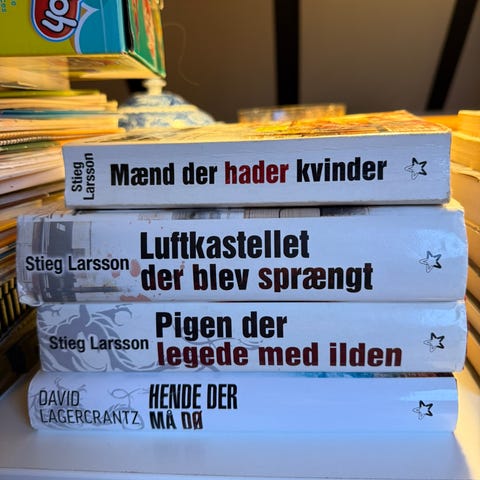 oh
Stieg
Larsson
Mænd der hader kvinder
Stieg Larsson
Luftkastellet
der blev sprængt
Stieg Larsson
Pigen der
legede med ilden
DAVID
LAGERCRANTZ
HENDE DER
MÅ DØ